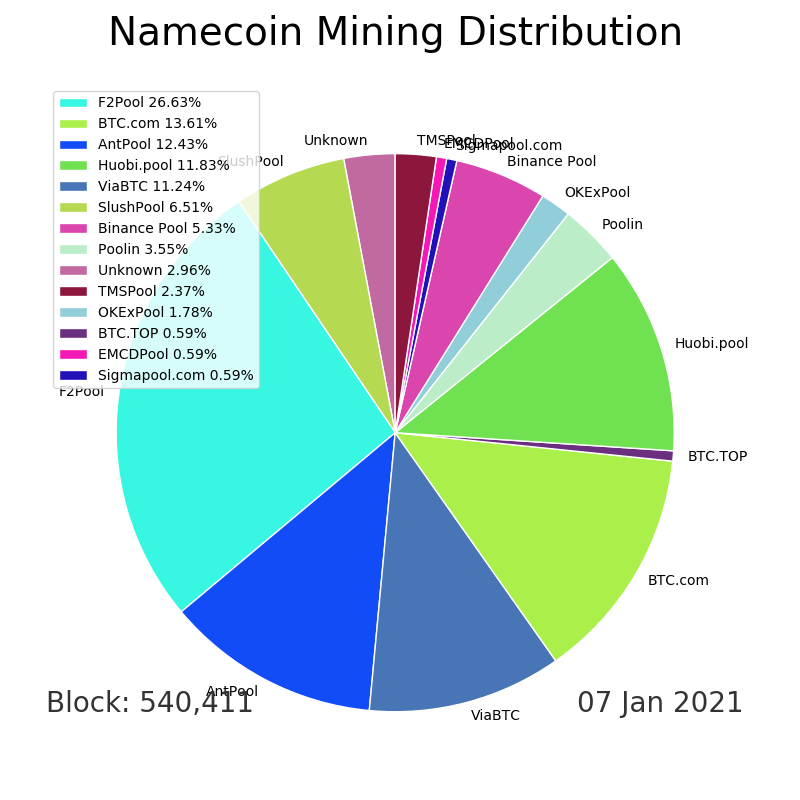 Namecoin Mining Distribution
F2Pool 26.63%
BTC.com 13.61%
AntPool 12.43%
Huobi.pool 11.83%
ViaBTC 11.24%
SlushPool 6.51%
Binance Pool 5.33%
Poolin 3.55%
Unknown 2.96%
TMSPool 2.37%
OKExPool 1.78%
BTC.TOP 0.59%
EMCDPool 0.59%
Sigmapool.com 0.59%
Unknown
TMSPool
EMCDPool
Sigmapool.com
SlushPool
Binance Pool
OKExPool
Poolin
Huobi.pool
F2Pool
BTC.TOP
BTC.com
AntPool
ViaBTC
Block: 540,411
07 Jan 2021